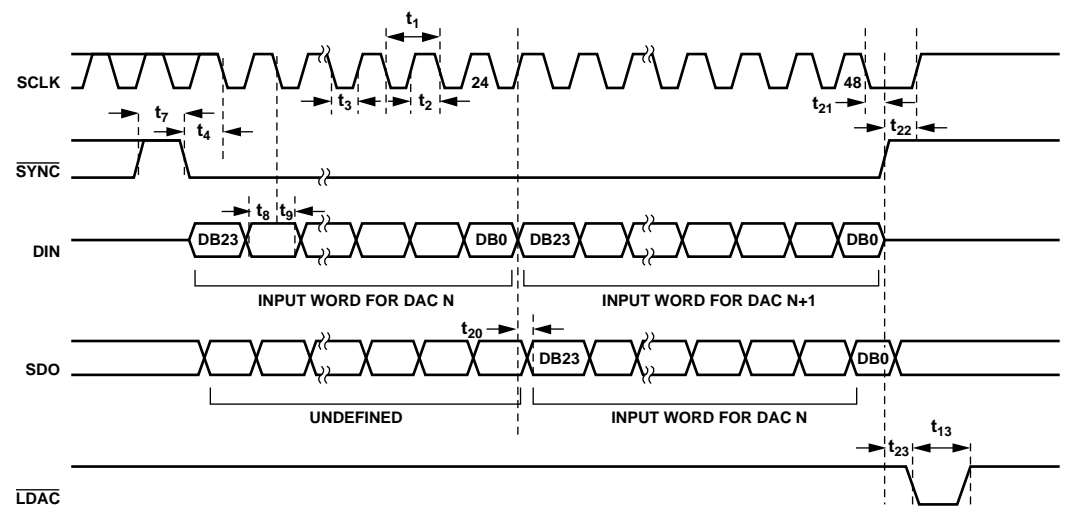 t1
SCLK
24
48
t3
t2
t21
t7
t4
t22
SYNC
t8
t9
DIN
DB23
DB0
DB23
DB0
INPUT WORD FOR DAC N
INPUT WORD FOR DAC N+1
t20
SDO
DB23
DB0
UNDEFINED
INPUT WORD FOR DAC N
t13
t23
LDAC